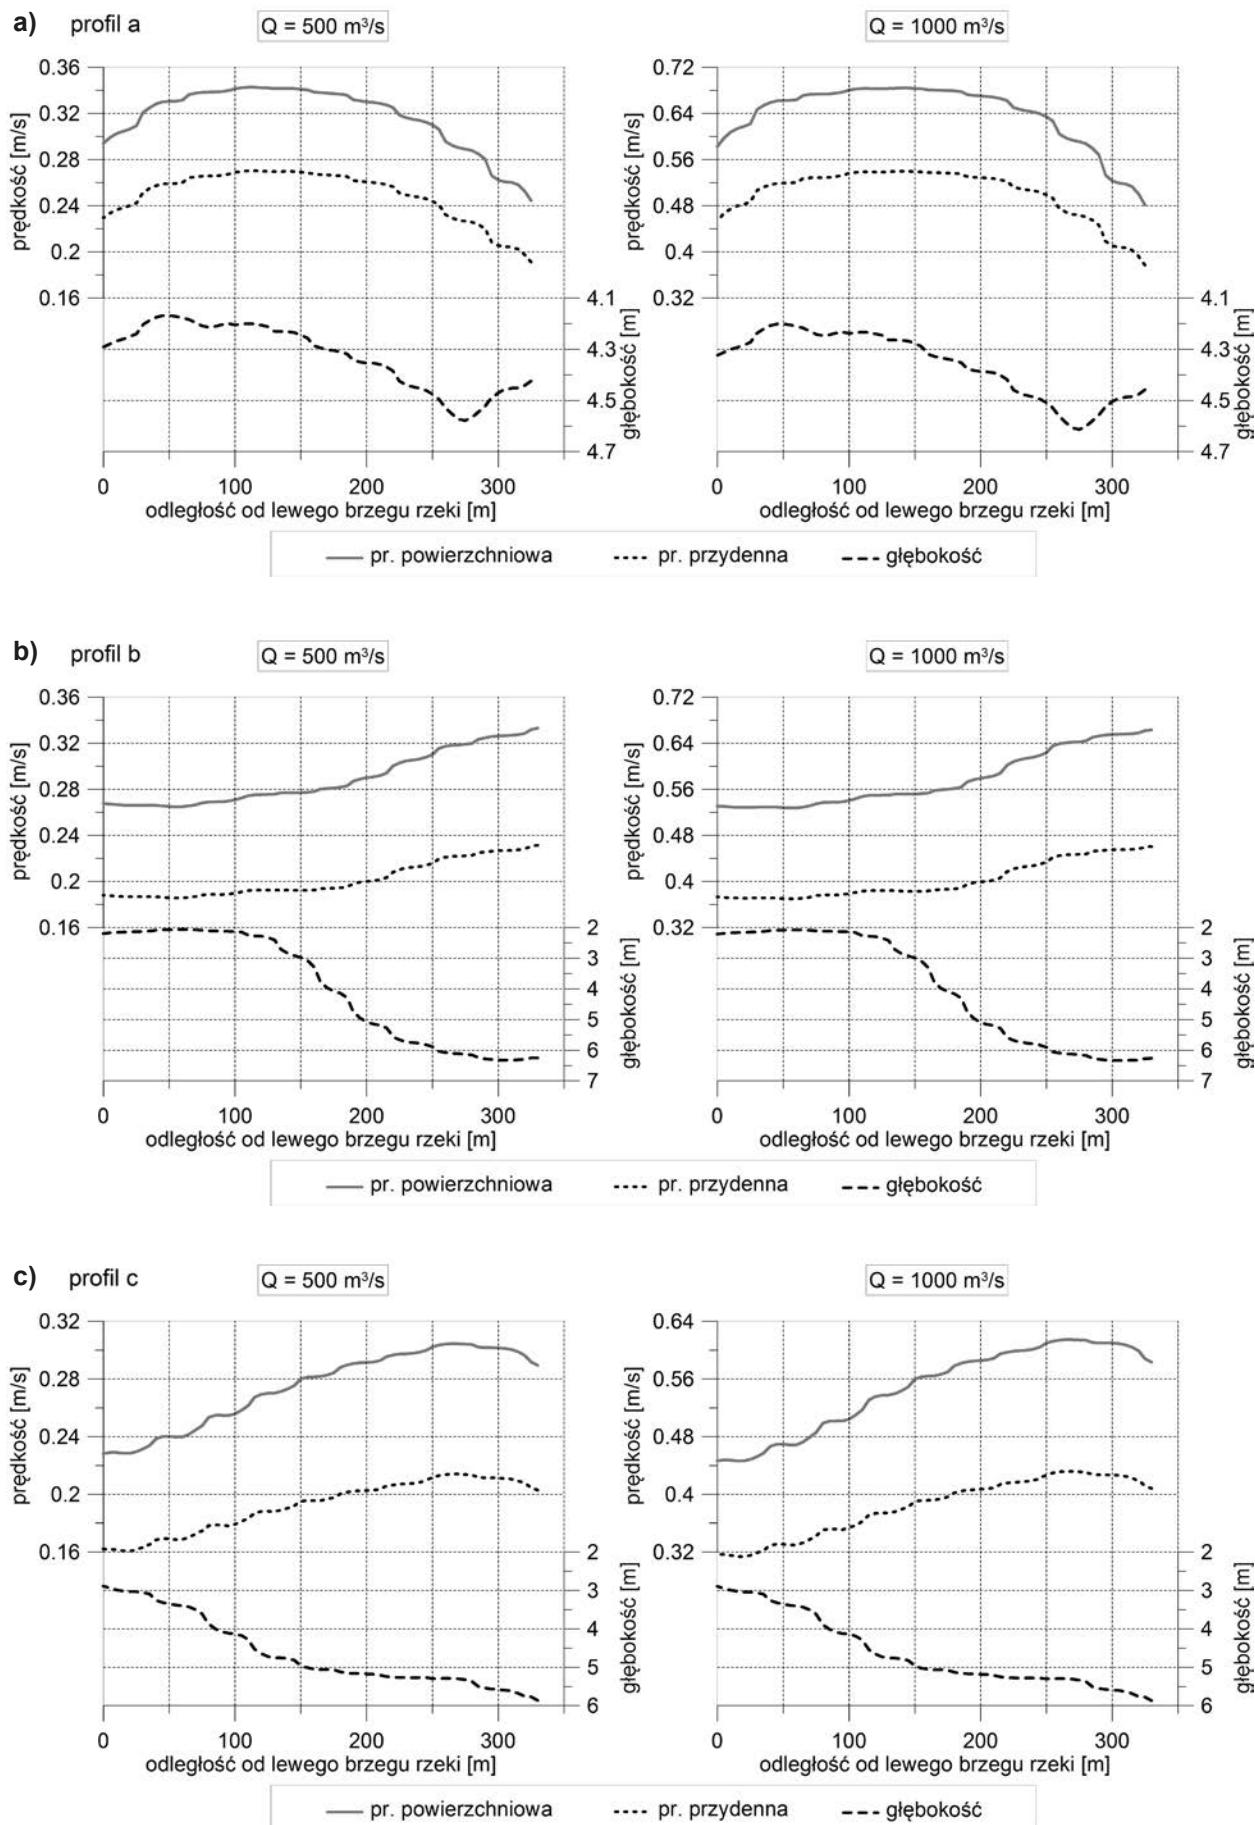 a) profil a
Q = 500 m³/s
Q = 1000 m³/s
prędkość [m/s]
0.36
0.32
0.28
0.24
0.2
0.16
4.1
4.3
4.5
4.7
głębokość [m]
0 100 200 300
odległość od lewego brzegu rzeki [m]
prędkość [m/s]
0.72
0.64
0.56
0.48
0.4
0.32
4.1
4.3
4.5
4.7
głębokość [m]
0 100 200 300
odległość od lewego brzegu rzeki [m]
pr. powierzchniowa pr. przydenna głębokość
b) profil b
Q = 500 m³/s
Q = 1000 m³/s
prędkość [m/s]
0.36
0.32
0.28
0.24
0.2
0.16
2
3
4
5
6
7
głębokość [m]
0 100 200 300
odległość od lewego brzegu rzeki [m]
prędkość [m/s]
0.72
0.64
0.56
0.48
0.4
0.32
2
3
4
5
6
7
głębokość [m]
0 100 200 300
odległość od lewego brzegu rzeki [m]
pr. powierzchniowa pr. przydenna głębokość
c) profil c
Q = 500 m³/s
Q = 1000 m³/s
prędkość [m/s]
0.32
0.28
0.24
0.2
0.16
2
3
4
5
6
głębokość [m]
0 100 200 300
odległość od lewego brzegu rzeki [m]
prędkość [m/s]
0.64
0.56
0.48
0.4
0.32
2
3
4
5
6
głębokość [m]
0 100 200 300
odległość od lewego brzegu rzeki [m]
pr. powierzchniowa pr. przydenna głębokość